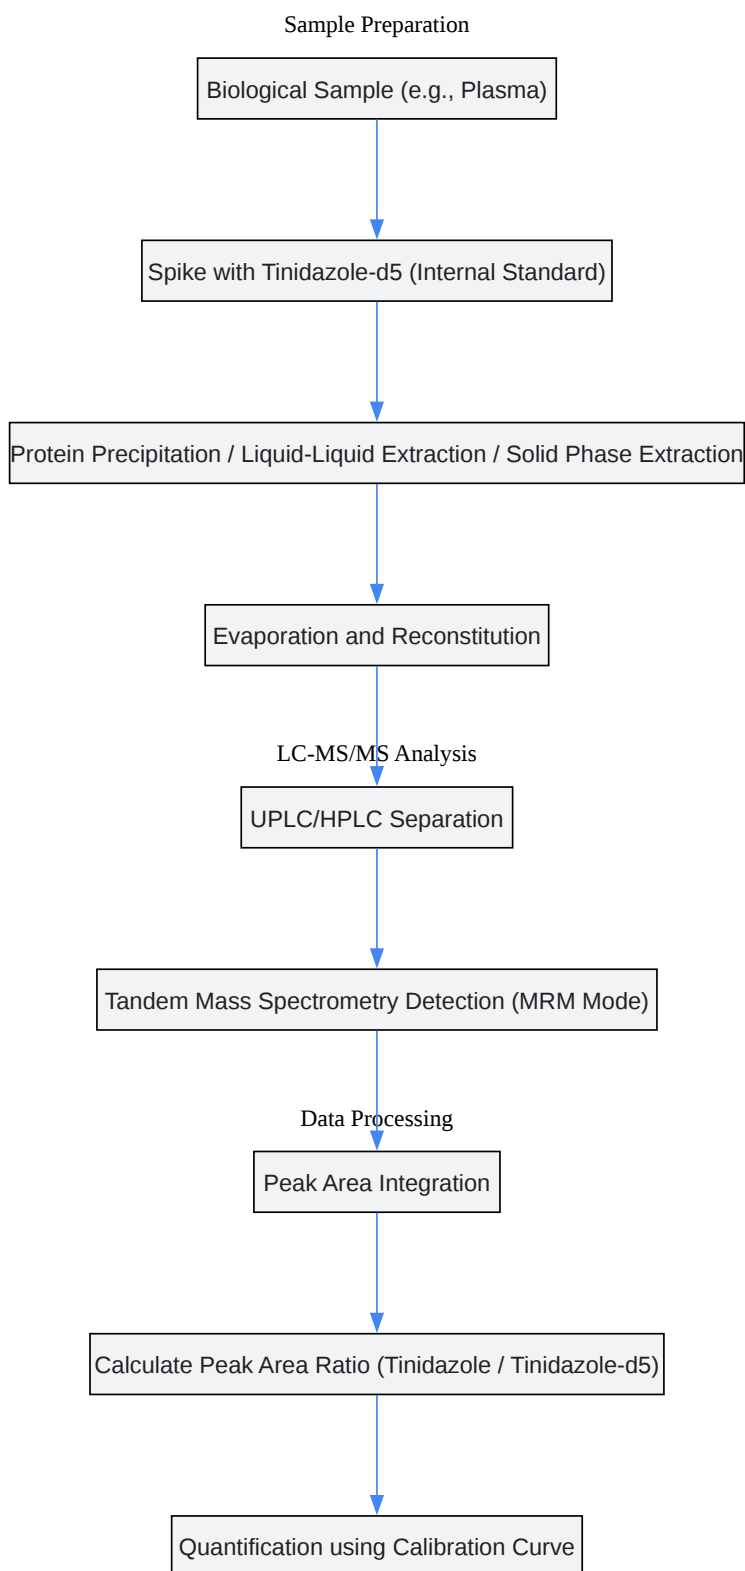 Sample Preparation
Biological Sample (e.g., Plasma)
Spike with Tinidazole-d5 (Internal Standard)
Protein Precipitation / Liquid-Liquid Extraction / Solid Phase Extraction
Evaporation and Reconstitution
LC-MS/MS Analysis
UPLC/HPLC Separation
Tandem Mass Spectrometry Detection (MRM Mode)
Data Processing
Peak Area Integration
Calculate Peak Area Ratio (Tinidazole / Tinidazole-d5)
Quantification using Calibration Curve